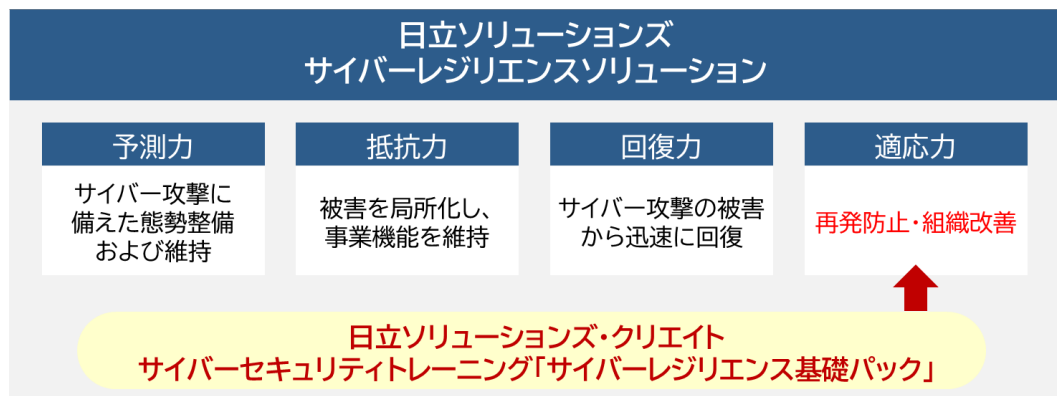 日立ソリューションズ
サイバーレジリエンスソリューション
予測力
サイバー攻撃に
備えた態勢整備
および維持
抵抗力
被害を局所化し、
事業機能を維持
回復力
サイバー攻撃の被害
から迅速に回復
適応力
再発防止・組織改善
日立ソリューションズ・クリエイト
サイバーセキュリティトレーニング「サイバーレジリエンス基礎パック」